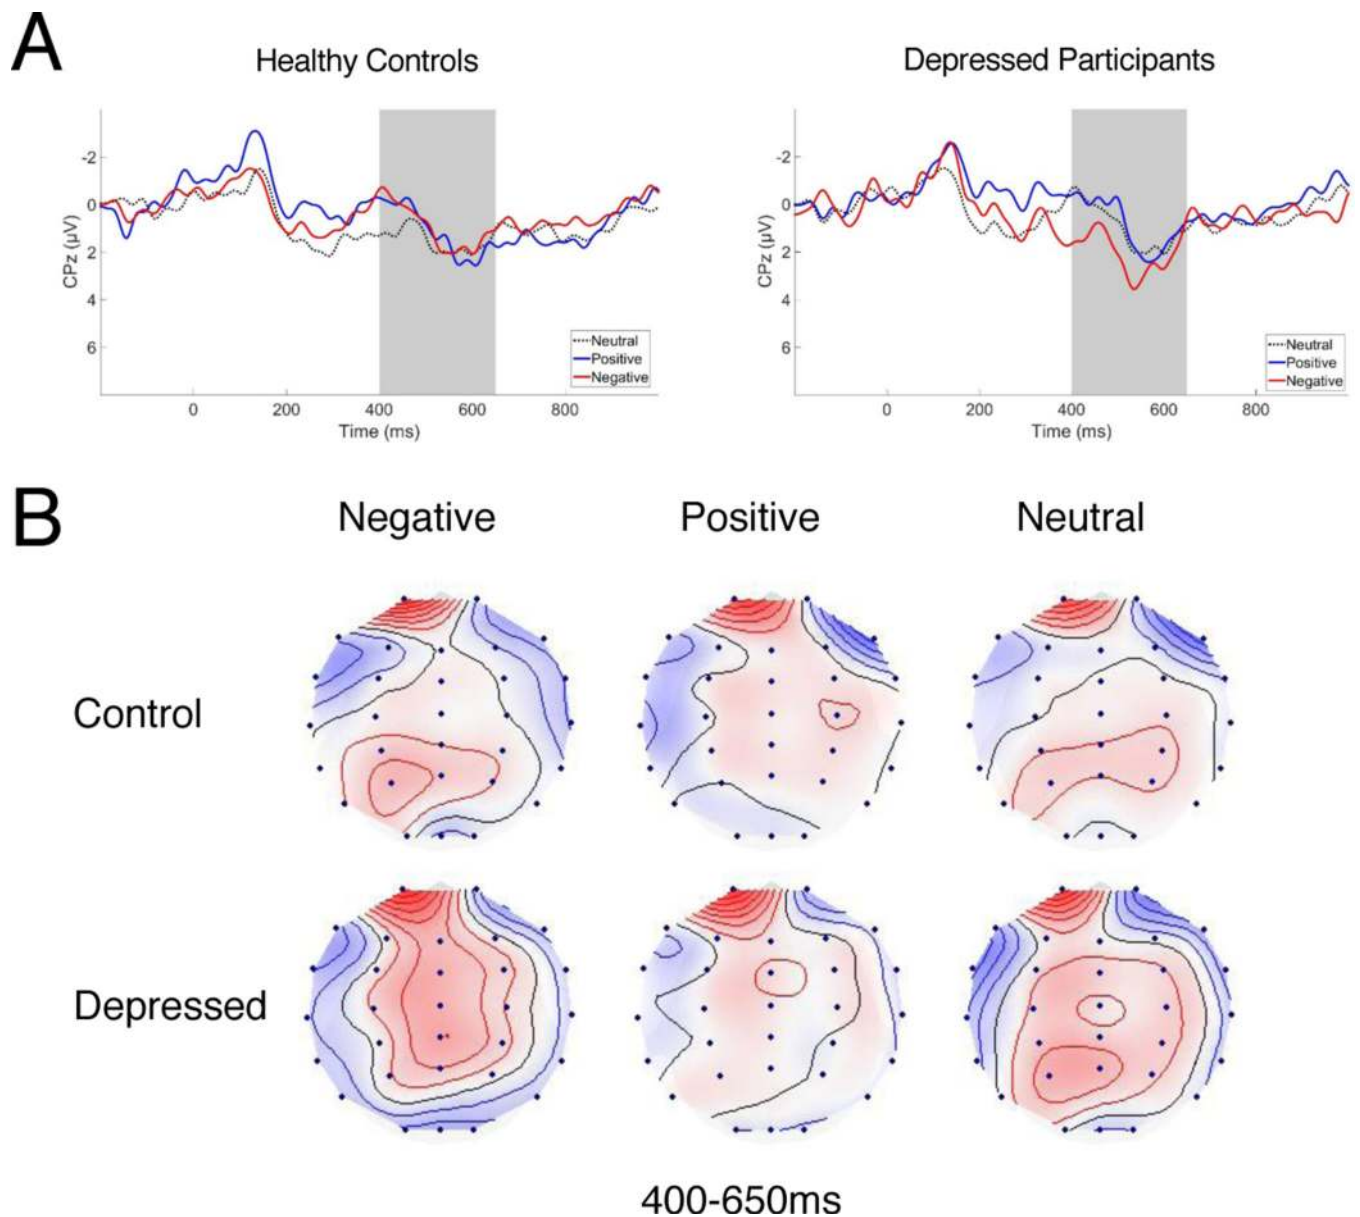 A
Healthy Controls
Depressed Participants
-2
0
2
4
6
CPz (µV)
0
200
400
600
800
Time (ms)
Neutral
Positive
Negative
-2
0
2
4
6
CPz (µV)
0
200
400
600
800
Time (ms)
Neutral
Positive
Negative
B
Negative
Positive
Neutral
Control
Depressed
400-650ms